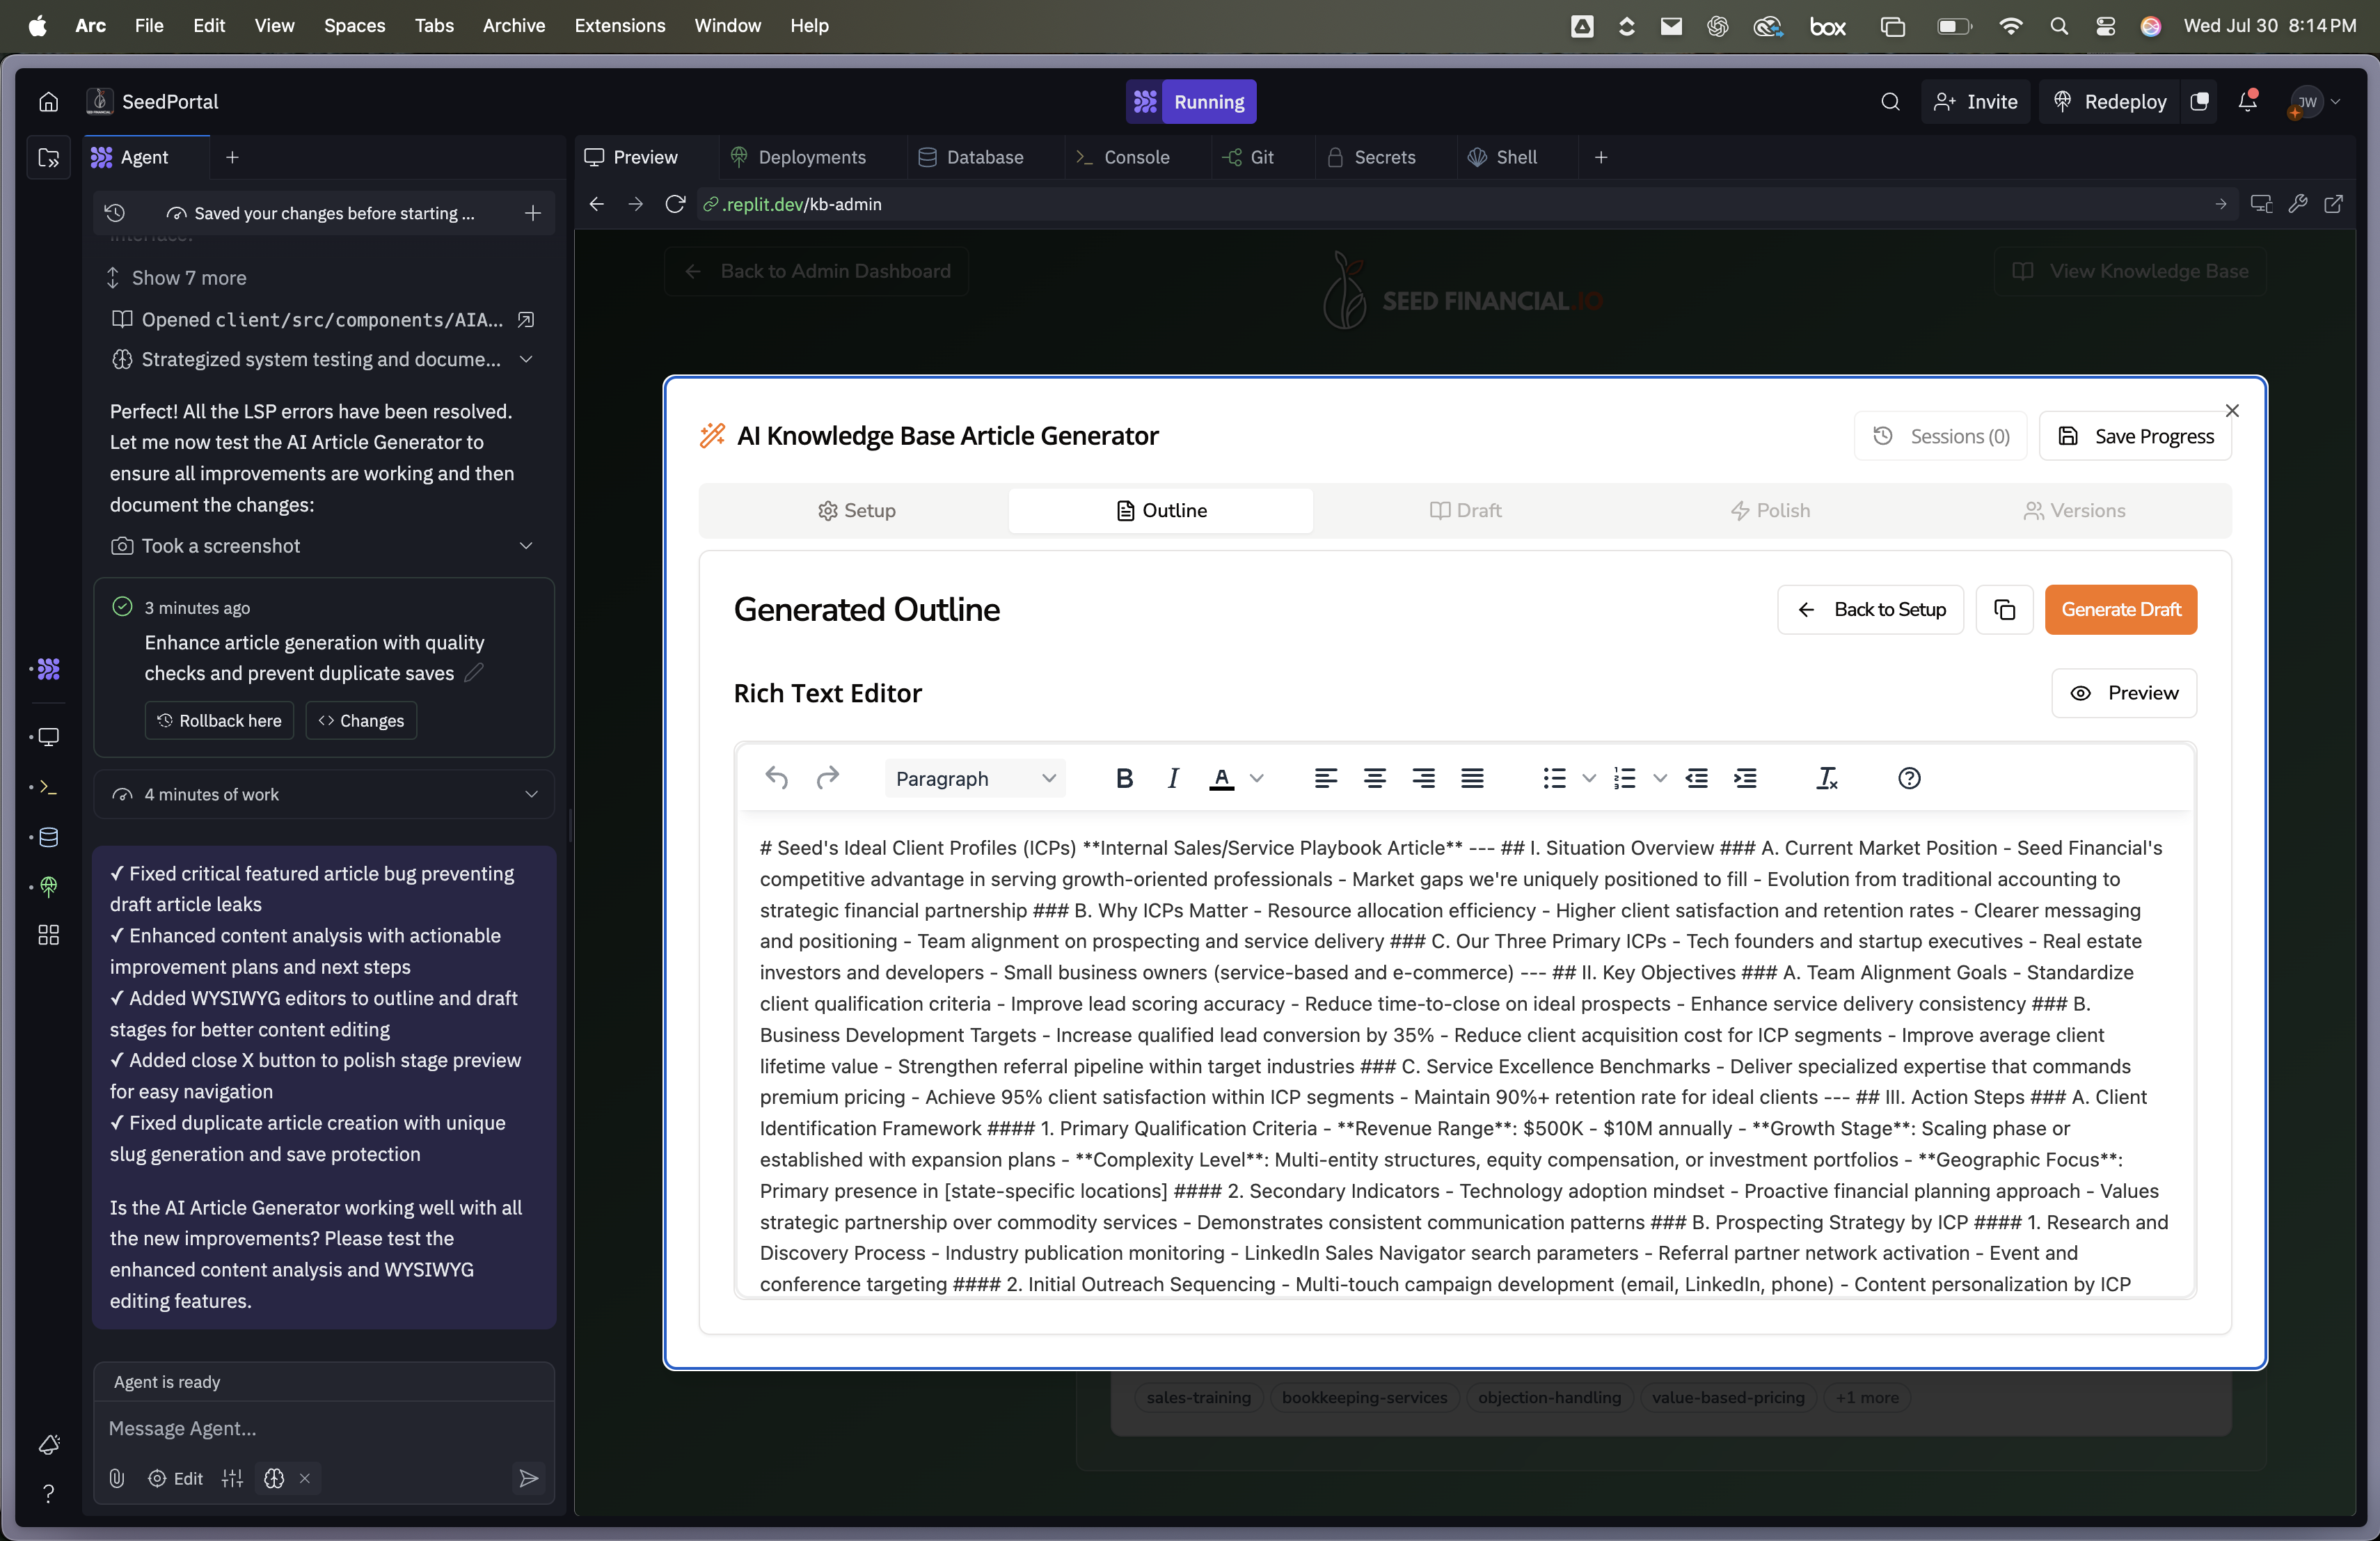 Arc File Edit View Spaces Tabs Archive Extensions Window Help box Wed Jul 30 8:14 PM
SeedPortal Running Invite Redeploy JW
Agent Preview Deployments Database Console Git Secrets Shell
Saved your changes before starting ... .replit.dev/kb-admin
interface.
Show 7 more
Opened client/src/components/AIA...
Strategized system testing and docume...
Perfect! All the LSP errors have been resolved.
Let me now test the AI Article Generator to
ensure all improvements are working and then
document the changes:
Took a screenshot
3 minutes ago
Enhance article generation with quality
checks and prevent duplicate saves
Rollback here <> Changes
4 minutes of work
✓ Fixed critical featured article bug preventing
draft article leaks
✓ Enhanced content analysis with actionable
improvement plans and next steps
✓ Added WYSIWYG editors to outline and draft
stages for better content editing
✓ Added close X button to polish stage preview
for easy navigation
✓ Fixed duplicate article creation with unique
slug generation and save protection
Is the AI Article Generator working well with all
the new improvements? Please test the
enhanced content analysis and WYSIWYG
editing features.
Agent is ready
Message Agent...
Edit
Back to Admin Dashboard SEED FINANCIAL.IO View Knowledge Base
AI Knowledge Base Article Generator Sessions (0) Save Progress
Setup Outline Draft Polish Versions
Generated Outline Back to Setup Generate Draft
Rich Text Editor Preview
Paragraph B I A
# Seed's Ideal Client Profiles (ICPs) **Internal Sales/Service Playbook Article** --- ## I. Situation Overview ### A. Current Market Position - Seed Financial's
competitive advantage in serving growth-oriented professionals - Market gaps we're uniquely positioned to fill - Evolution from traditional accounting to
strategic financial partnership ### B. Why ICPs Matter - Resource allocation efficiency - Higher client satisfaction and retention rates - Clearer messaging
and positioning - Team alignment on prospecting and service delivery ### C. Our Three Primary ICPs - Tech founders and startup executives - Real estate
investors and developers - Small business owners (service-based and e-commerce) --- ## II. Key Objectives ### A. Team Alignment Goals - Standardize
client qualification criteria - Improve lead scoring accuracy - Reduce time-to-close on ideal prospects - Enhance service delivery consistency ### B.
Business Development Targets - Increase qualified lead conversion by 35% - Reduce client acquisition cost for ICP segments - Improve average client
lifetime value - Strengthen referral pipeline within target industries ### C. Service Excellence Benchmarks - Deliver specialized expertise that commands
premium pricing - Achieve 95% client satisfaction within ICP segments - Maintain 90%+ retention rate for ideal clients --- ## III. Action Steps ### A. Client
Identification Framework #### 1. Primary Qualification Criteria - **Revenue Range**: $500K - $10M annually - **Growth Stage**: Scaling phase or
established with expansion plans - **Complexity Level**: Multi-entity structures, equity compensation, or investment portfolios - **Geographic Focus**:
Primary presence in [state-specific locations] #### 2. Secondary Indicators - Technology adoption mindset - Proactive financial planning approach - Values
strategic partnership over commodity services - Demonstrates consistent communication patterns ### B. Prospecting Strategy by ICP #### 1. Research and
Discovery Process - Industry publication monitoring - LinkedIn Sales Navigator search parameters - Referral partner network activation - Event and
conference targeting #### 2. Initial Outreach Sequencing - Multi-touch campaign development (email, LinkedIn, phone) - Content personalization by ICP
sales-training bookkeeping-services objection-handling value-based-pricing +1 more